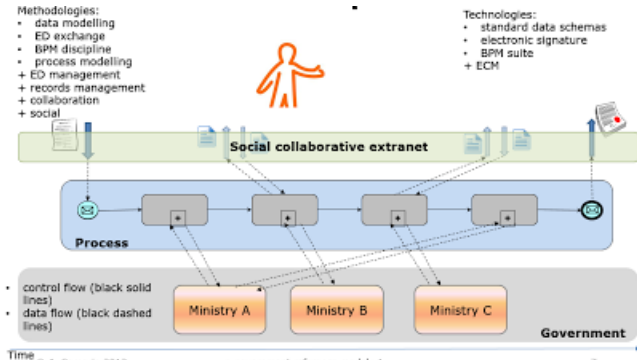 Methodologies:
• data modelling
• ED exchange
• BPM discipline
• process modelling
+ ED management
+ records management
+ collaboration
+ social
Technologies:
• standard data schemas
• electronic signature
• BPM suite
+ ECM
Social collaborative extranet
Process
• control flow (black solid
lines)
• data flow (black dashed
lines)
Ministry A
Ministry B
Ministry C
Government
Time